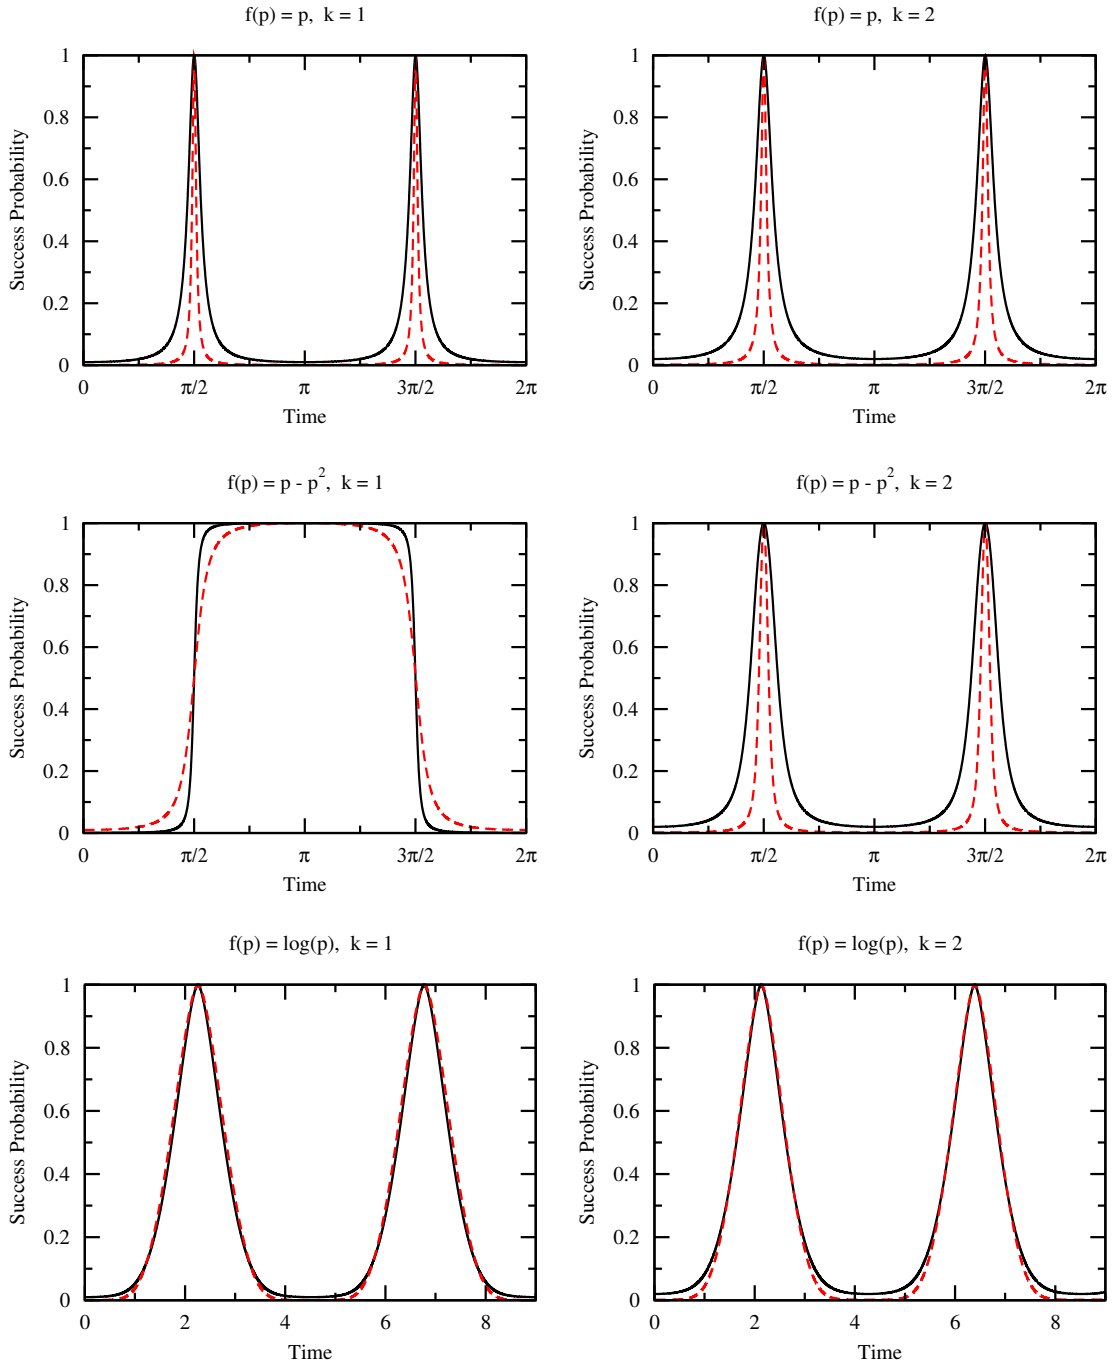 f(p) = p,  k = 1
1
0.8
0.6
0.4
0.2
0
Success Probability
0
π/2
π
3π/2
2π
Time
f(p) = p,  k = 2
1
0.8
0.6
0.4
0.2
0
Success Probability
0
π/2
π
3π/2
2π
Time
f(p) = p - p²,  k = 1
1
0.8
0.6
0.4
0.2
0
Success Probability
0
π/2
π
3π/2
2π
Time
f(p) = p - p²,  k = 2
1
0.8
0.6
0.4
0.2
0
Success Probability
0
π/2
π
3π/2
2π
Time
f(p) = log(p),  k = 1
1
0.8
0.6
0.4
0.2
0
Success Probability
0
2
4
6
8
Time
f(p) = log(p),  k = 2
1
0.8
0.6
0.4
0.2
0
Success Probability
0
2
4
6
8
Time